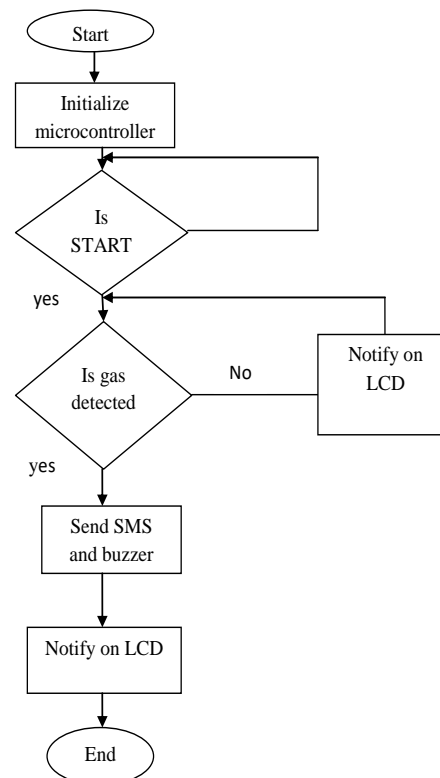 Start
Initialize
microcontroller
Is
START
yes
Is gas
detected
No
Notify on
LCD
yes
Send SMS
and buzzer
Notify on LCD
End